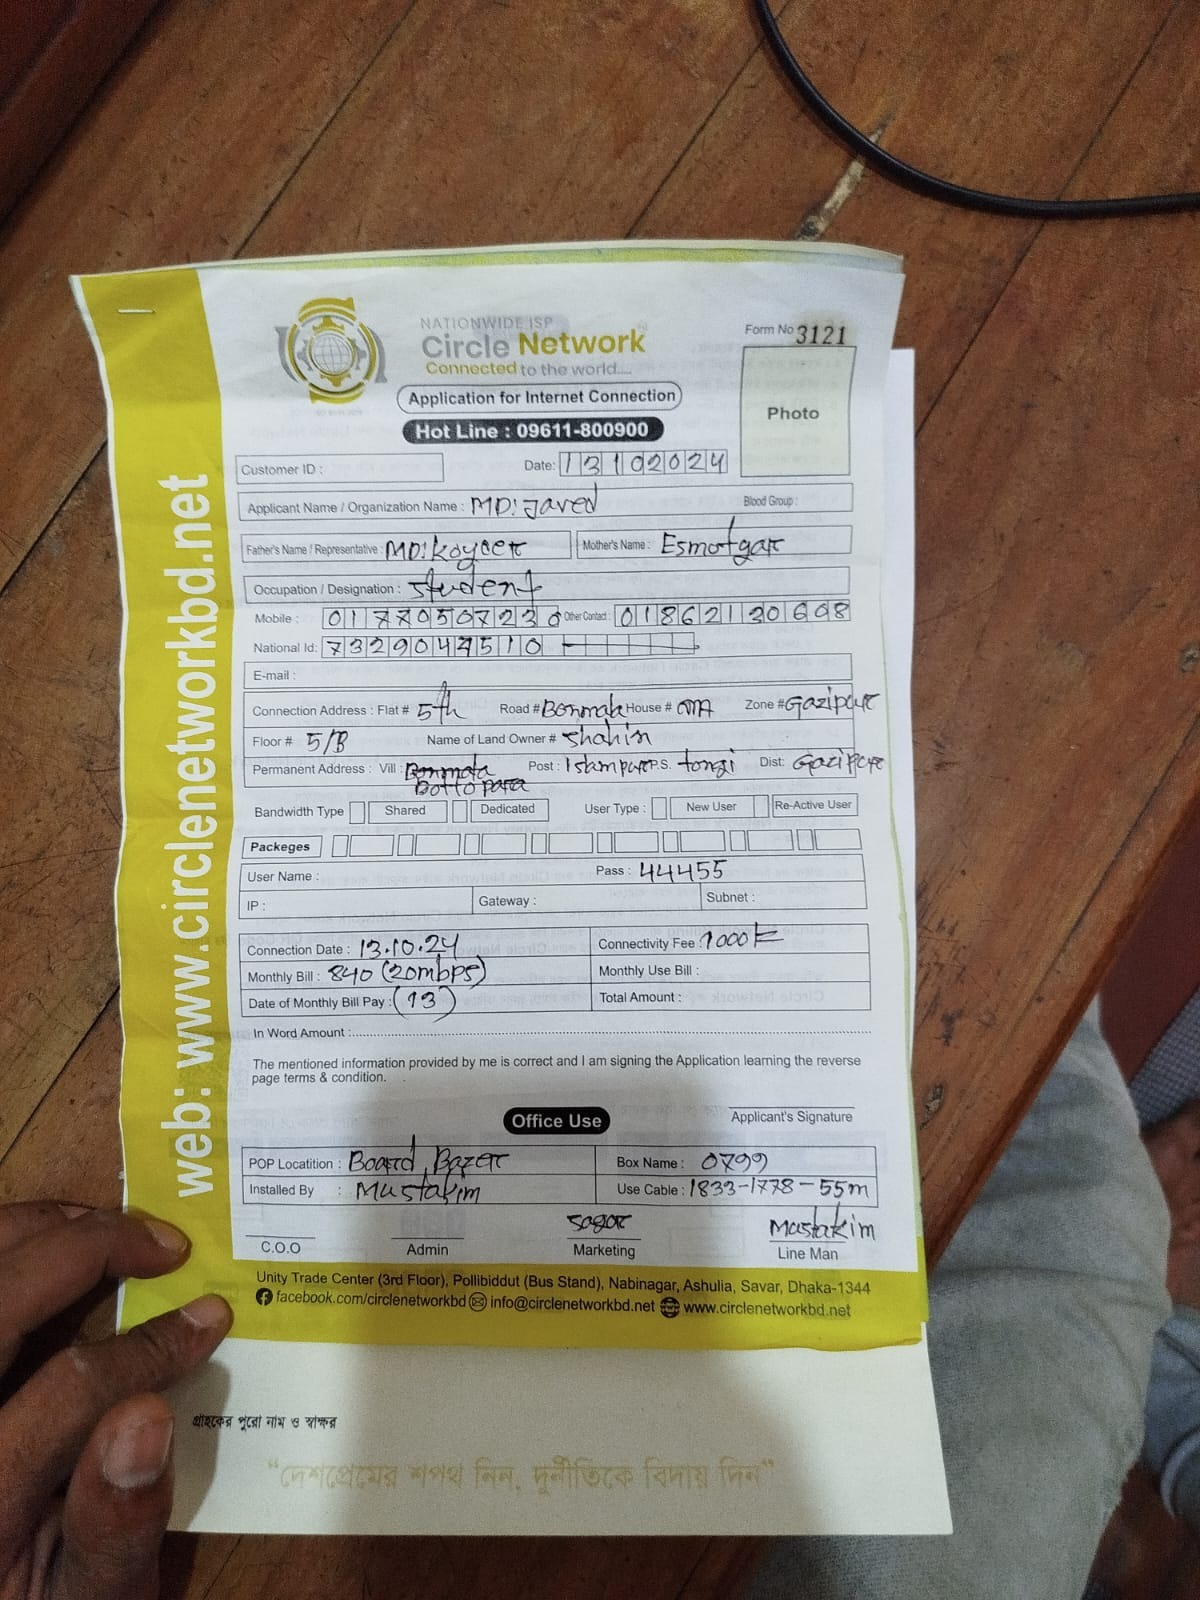 NATIONWIDE ISP
Circle Network
Connected to the world....
Form No 3121
Application for Internet Connection
Photo
Hot Line : 09611-800900
Customer ID :
Date: 13102024
Applicant Name / Organization Name : MD: Javed Blood Group :
Father's Name / Representative : MD: Koyeer Mother's Name : Esmotgar
Occupation / Designation : Student
Mobile : 01770507230 Other Contact : 01862130608
National Id: 7329044510
E-mail :
Connection Address : Flat # 5th Road # Bonmala House # Zone # Gazipur
Floor # 5/B Name of Land Owner # Shahin
Permanent Address : Vill : Bonmala Post : Islampur P.S. tongi Dist: Gazipur
Botto para
Bandwidth Type Shared Dedicated User Type : New User Re-Active User
Packeges
User Name : Pass : 44455
IP : Gateway : Subnet :
Connection Date : 13.10.24 Connectivity Fee : 1000
Monthly Bill : 840 (20mbps) Monthly Use Bill :
Date of Monthly Bill Pay : (13) Total Amount :
In Word Amount :
The mentioned information provided by me is correct and I am signing the Application learning the reverse
page terms & condition.
Applicant's Signature
Office Use
POP Locatition : Board Bazer Box Name : 0799
Installed By : Mustakim Use Cable : 1833-1778-55m
Sagor Mustakim
C.O.O Admin Marketing Line Man
Unity Trade Center (3rd Floor), Pollibiddut (Bus Stand), Nabinagar, Ashulia, Savar, Dhaka-1344
facebook.com/circlenetworkbd info@circlenetworkbd.net www.circlenetworkbd.net
web: www.circlenetworkbd.net
গ্রাহকের পুরো নাম ও স্বাক্ষর
“দেশপ্রেমের শপথ নিন, দুর্নীতিকে বিদায় দিন”